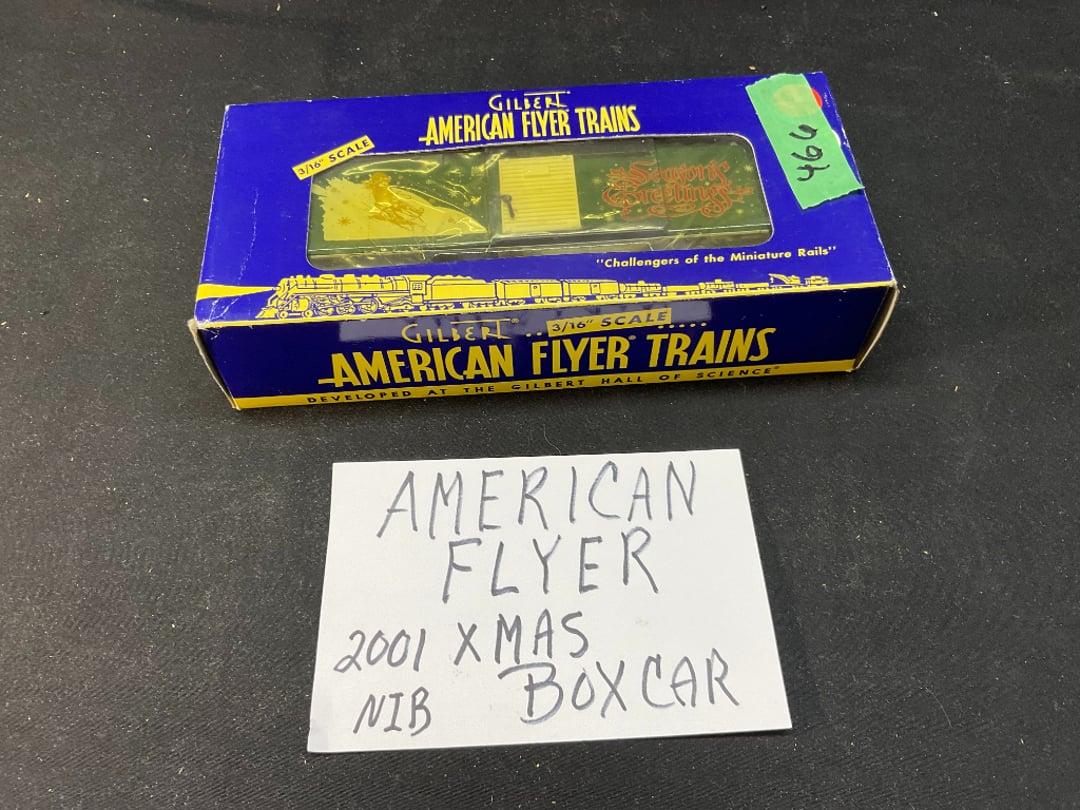 GILBERT
AMERICAN FLYER TRAINS
3/16" SCALE
466
Season's
Greetings
"Challengers of the Miniature Rails"
GILBERT® .. 3/16" SCALE .....
AMERICAN FLYER® TRAINS
DEVELOPED AT THE GILBERT HALL OF SCIENCE®
AMERICAN
FLYER
2001 XMAS
NIB BOXCAR